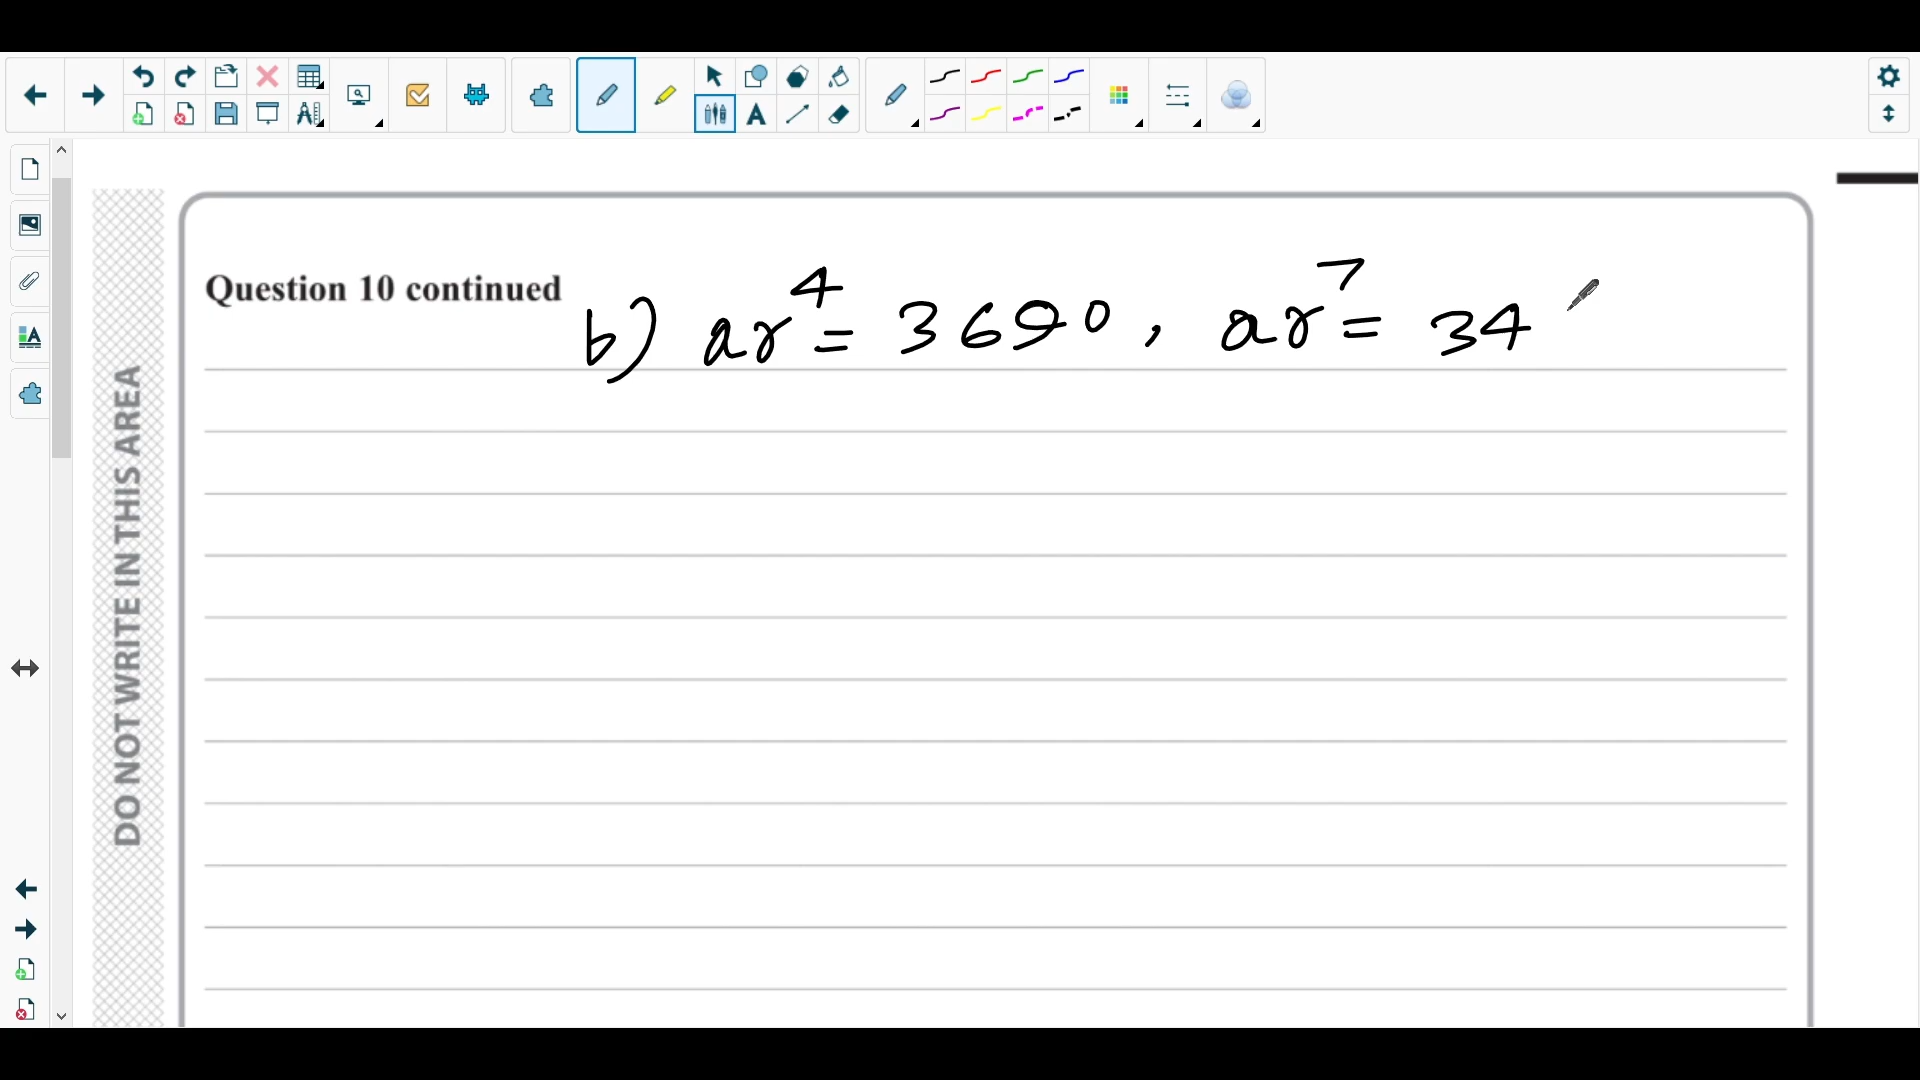 Question 10 continued b) ar⁴ = 3690, ar⁷ = 34
DO NOT WRITE IN THIS AREA